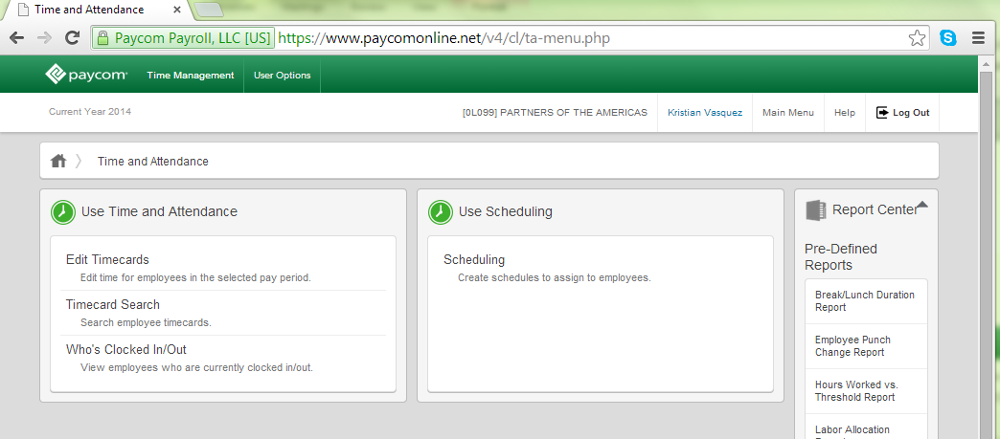 Time and Attendance
Paycom Payroll, LLC [US] https://www.paycomonline.net/v4/cl/ta-menu.php
paycom Time Management User Options
Current Year 2014 [0L099] PARTNERS OF THE AMERICAS Kristian Vasquez Main Menu Help Log Out
Time and Attendance
Use Time and Attendance
Edit Timecards
Edit time for employees in the selected pay period.
Timecard Search
Search employee timecards.
Who's Clocked In/Out
View employees who are currently clocked in/out.
Use Scheduling
Scheduling
Create schedules to assign to employees.
Report Center
Pre-Defined
Reports
Break/Lunch Duration
Report
Employee Punch
Change Report
Hours Worked vs.
Threshold Report
Labor Allocation